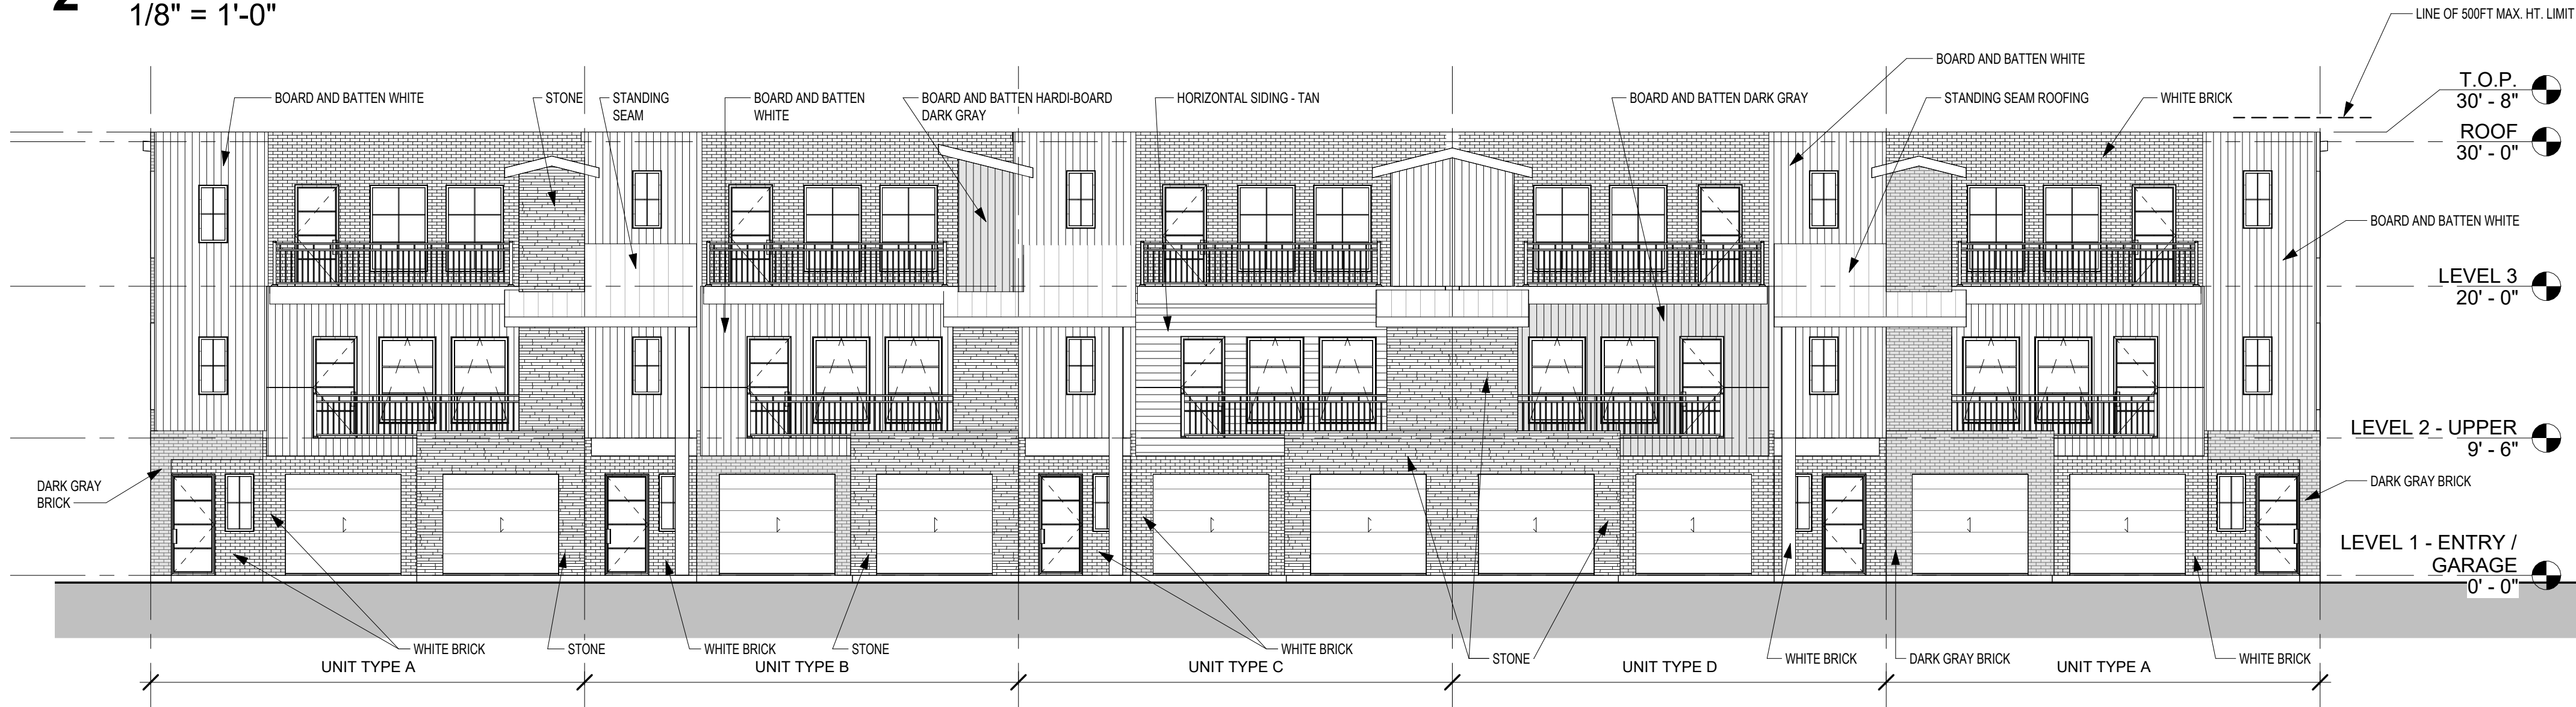 2
1/8" = 1'-0"
LINE OF 500FT MAX. HT. LIMIT
BOARD AND BATTEN WHITE
T.O.P.
30' - 8"
BOARD AND BATTEN WHITE
STONE
STANDING
SEAM
BOARD AND BATTEN
WHITE
BOARD AND BATTEN HARDI-BOARD
DARK GRAY
HORIZONTAL SIDING - TAN
BOARD AND BATTEN DARK GRAY
STANDING SEAM ROOFING
WHITE BRICK
ROOF
30' - 0"
BOARD AND BATTEN WHITE
LEVEL 3
20' - 0"
LEVEL 2 - UPPER
9' - 6"
DARK GRAY
BRICK
DARK GRAY BRICK
LEVEL 1 - ENTRY /
GARAGE
0' - 0"
WHITE BRICK
STONE
WHITE BRICK
STONE
WHITE BRICK
STONE
WHITE BRICK
DARK GRAY BRICK
WHITE BRICK
UNIT TYPE A
UNIT TYPE B
UNIT TYPE C
UNIT TYPE D
UNIT TYPE A